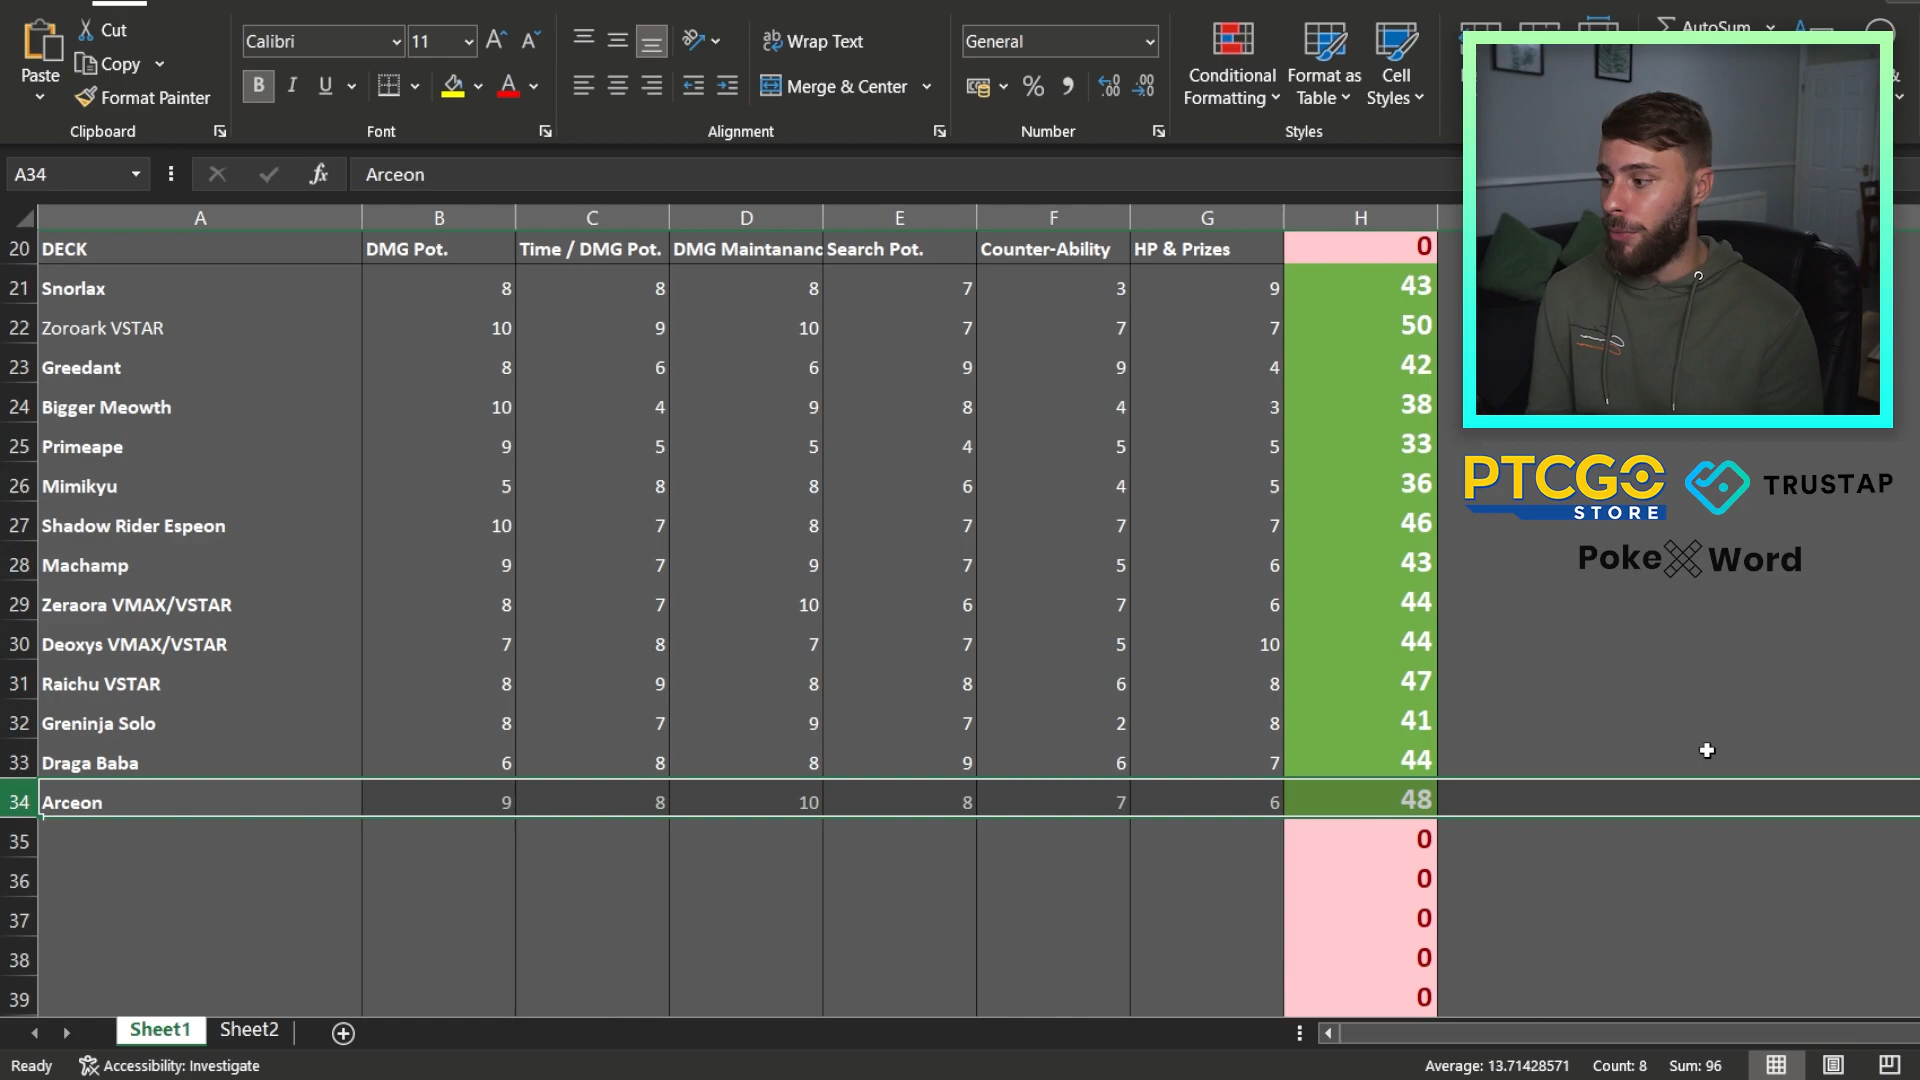 Cut
AutoSum
Calibri 11
Wrap Text
General
Paste
Copy
Conditional Formatting
Format as Table
Cell Styles
B I U
Merge & Center
%
Format Painter
Clipboard Font Alignment Number Styles
A34 fx Arceon
A B C D E F G H
20 DECK DMG Pot. Time / DMG Pot. DMG Maintananc Search Pot. Counter-Ability HP & Prizes 0
21 Snorlax 8 8 8 7 3 9 43
22 Zoroark VSTAR 10 9 10 7 7 7 50
23 Greedant 8 6 6 9 9 4 42
24 Bigger Meowth 10 4 9 8 4 3 38
25 Primeape 9 5 5 4 5 5 33
26 Mimikyu 5 8 8 6 4 5 36
27 Shadow Rider Espeon 10 7 8 7 7 7 46
28 Machamp 9 7 9 7 5 6 43
29 Zeraora VMAX/VSTAR 8 7 10 6 7 6 44
30 Deoxys VMAX/VSTAR 7 8 7 7 5 10 44
31 Raichu VSTAR 8 9 8 8 6 8 47
32 Greninja Solo 8 7 9 7 2 8 41
33 Draga Baba 6 8 8 9 6 7 44
34 Arceon 9 8 10 8 7 6 48
35 0
36 0
37 0
38 0
39 0
PTCGO
STORE
TRUSTAP
Poke Word
Sheet1 Sheet2
Ready Accessibility: Investigate Average: 13.71428571 Count: 8 Sum: 96